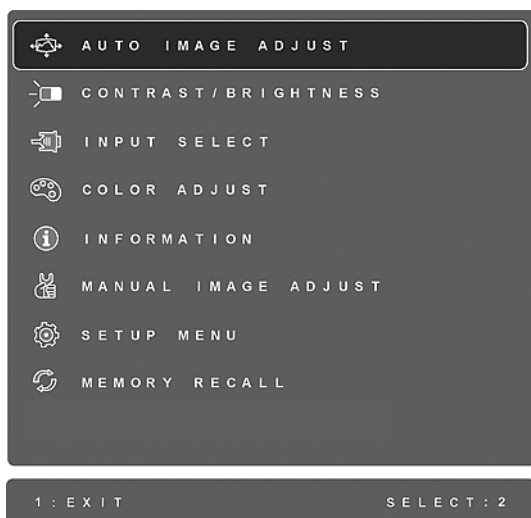 AUTO IMAGE ADJUST
CONTRAST/BRIGHTNESS
INPUT SELECT
COLOR ADJUST
INFORMATION
MANUAL IMAGE ADJUST
SETUP MENU
MEMORY RECALL
1:EXIT SELECT:2